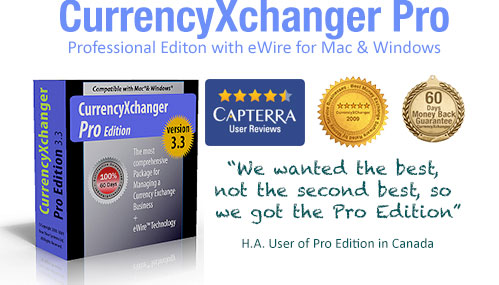 CurrencyXchanger Pro
Professional Editon with eWire for Mac & Windows
Compatible with Mac® & Windows®
CurrencyXchanger
Pro Edition
version
3.3
100%
60 Days
The most
comprehensive
Package for
Managing a
Currency Exchange
Business
+
eWire™ Technology
CurrencyXchanger
Pro Edition 3.3
CAPTERRA
User Reviews
CurrencyXchanger
2009
60
Days
Money Back
Guarantee
CurrencyXchanger
“We wanted the best,
not the second best, so
we got the Pro Edition”
H.A. User of Pro Edition in Canada